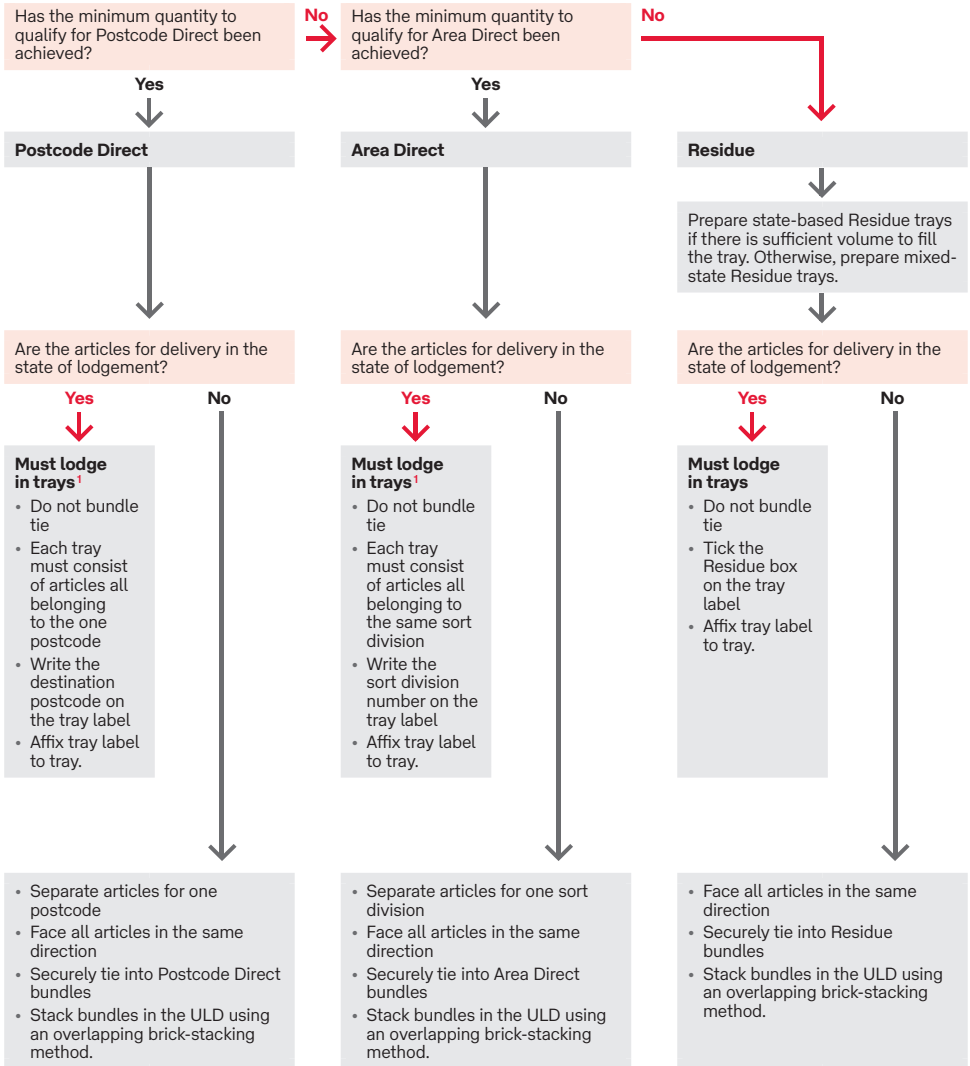 Has the minimum quantity to
qualify for Postcode Direct been
achieved?
No
Has the minimum quantity to
qualify for Area Direct been
achieved?
No
Yes
Yes
Postcode Direct
Area Direct
Residue
Prepare state-based Residue trays
if there is sufficient volume to fill
the tray. Otherwise, prepare mixed-
state Residue trays.
Are the articles for delivery in the
state of lodgement?
Are the articles for delivery in the
state of lodgement?
Are the articles for delivery in the
state of lodgement?
Yes
No
Yes
No
Yes
No
Must lodge
in trays¹
• Do not bundle
tie
• Each tray
must consist
of articles all
belonging
to the one
postcode
• Write the
destination
postcode on
the tray label
• Affix tray label
to tray.
Must lodge
in trays¹
• Do not bundle
tie
• Each tray
must consist
of articles all
belonging to
the same sort
division
• Write the
sort division
number on the
tray label
• Affix tray label
to tray.
Must lodge
in trays
• Do not bundle
tie
• Tick the
Residue box
on the tray
label
• Affix tray label
to tray.
• Separate articles for one
postcode
• Face all articles in the same
direction
• Securely tie into Postcode Direct
bundles
• Stack bundles in the ULD using
an overlapping brick-stacking
method.
• Separate articles for one sort
division
• Face all articles in the same
direction
• Securely tie into Area Direct
bundles
• Stack bundles in the ULD using
an overlapping brick-stacking
method.
• Face all articles in the same
direction
• Securely tie into Residue
bundles
• Stack bundles in the ULD using
an overlapping brick-stacking
method.